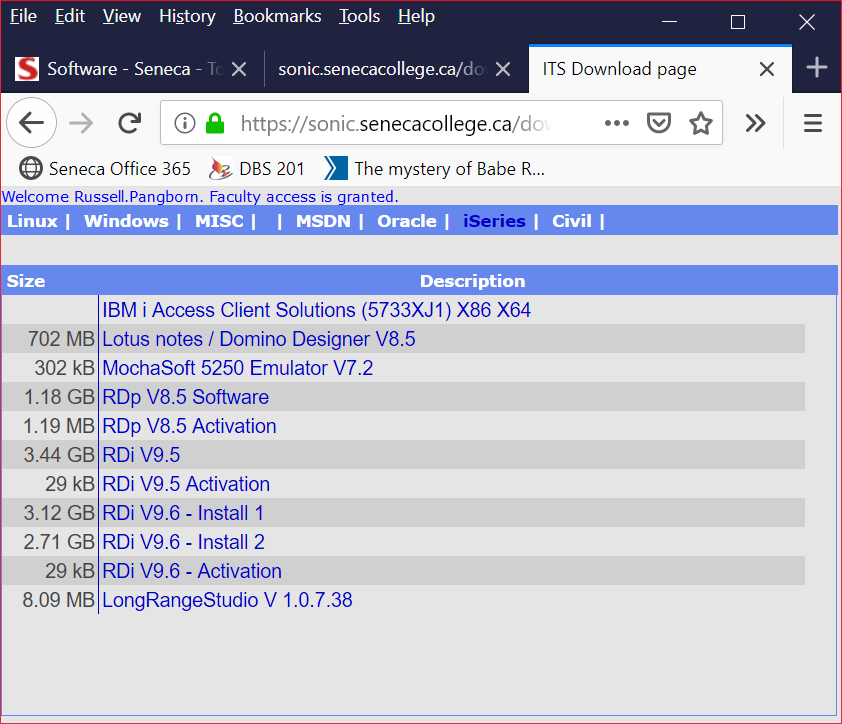 File Edit View History Bookmarks Tools Help
Software - Seneca - To
sonic.senecacollege.ca/do
ITS Download page
https://sonic.senecacollege.ca/dow
Seneca Office 365 DBS 201 The mystery of Babe R...
Welcome Russell.Pangborn. Faculty access is granted.
Linux | Windows | MISC | | MSDN | Oracle | iSeries | Civil |
Size Description
IBM i Access Client Solutions (5733XJ1) X86 X64
702 MB Lotus notes / Domino Designer V8.5
302 kB MochaSoft 5250 Emulator V7.2
1.18 GB RDp V8.5 Software
1.19 MB RDp V8.5 Activation
3.44 GB RDi V9.5
29 kB RDi V9.5 Activation
3.12 GB RDi V9.6 - Install 1
2.71 GB RDi V9.6 - Install 2
29 kB RDi V9.6 - Activation
8.09 MB LongRangeStudio V 1.0.7.38